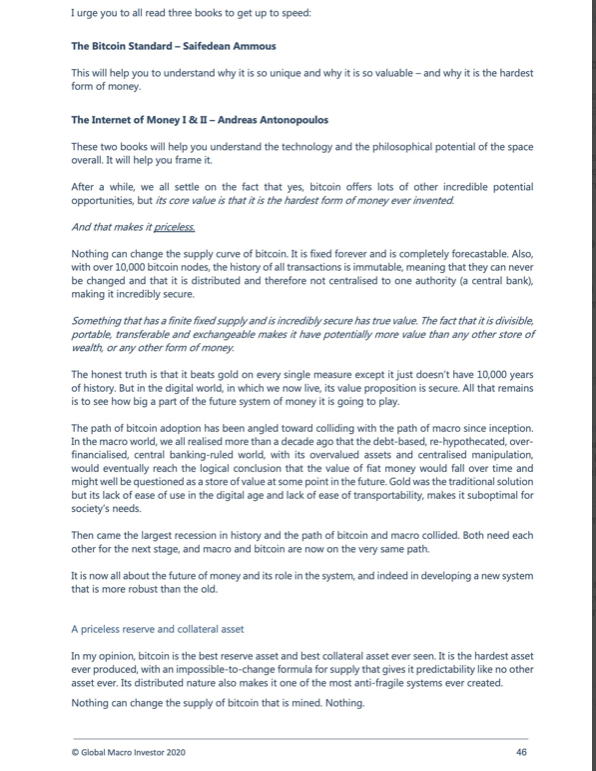 I urge you to all read three books to get up to speed:
The Bitcoin Standard – Saifedean Ammous
This will help you to understand why it is so unique and why it is so valuable – and why it is the hardest
form of money.
The Internet of Money I & II – Andreas Antonopoulos
These two books will help you understand the technology and the philosophical potential of the space
overall. It will help you frame it.
After a while, we all settle on the fact that yes, bitcoin offers lots of other incredible potential
opportunities, but its core value is that it is the hardest form of money ever invented.
And that makes it priceless.
Nothing can change the supply curve of bitcoin. It is fixed forever and is completely forecastable. Also,
with over 10,000 bitcoin nodes, the history of all transactions is immutable, meaning that they can never
be changed and that it is distributed and therefore not centralised to one authority (a central bank),
making it incredibly secure.
Something that has a finite fixed supply and is incredibly secure has true value. The fact that it is divisible,
portable, transferable and exchangeable makes it have potentially more value than any other store of
wealth, or any other form of money.
The honest truth is that it beats gold on every single measure except it just doesn't have 10,000 years
of history. But in the digital world, in which we now live, its value proposition is secure. All that remains
is to see how big a part of the future system of money it is going to play.
The path of bitcoin adoption has been angled toward colliding with the path of macro since inception.
In the macro world, we all realised more than a decade ago that the debt-based, re-hypothecated, over-
financialised, central banking-ruled world, with its overvalued assets and centralised manipulation,
would eventually reach the logical conclusion that the value of fiat money would fall over time and
might well be questioned as a store of value at some point in the future. Gold was the traditional solution
but its lack of ease of use in the digital age and lack of ease of transportability, makes it suboptimal for
society's needs.
Then came the largest recession in history and the path of bitcoin and macro collided. Both need each
other for the next stage, and macro and bitcoin are now on the very same path.
It is now all about the future of money and its role in the system, and indeed in developing a new system
that is more robust than the old.
A priceless reserve and collateral asset
In my opinion, bitcoin is the best reserve asset and best collateral asset ever seen. It is the hardest asset
ever produced, with an impossible-to-change formula for supply that gives it predictability like no other
asset ever. Its distributed nature also makes it one of the most anti-fragile systems ever created.
Nothing can change the supply of bitcoin that is mined. Nothing.
© Global Macro Investor 2020
46